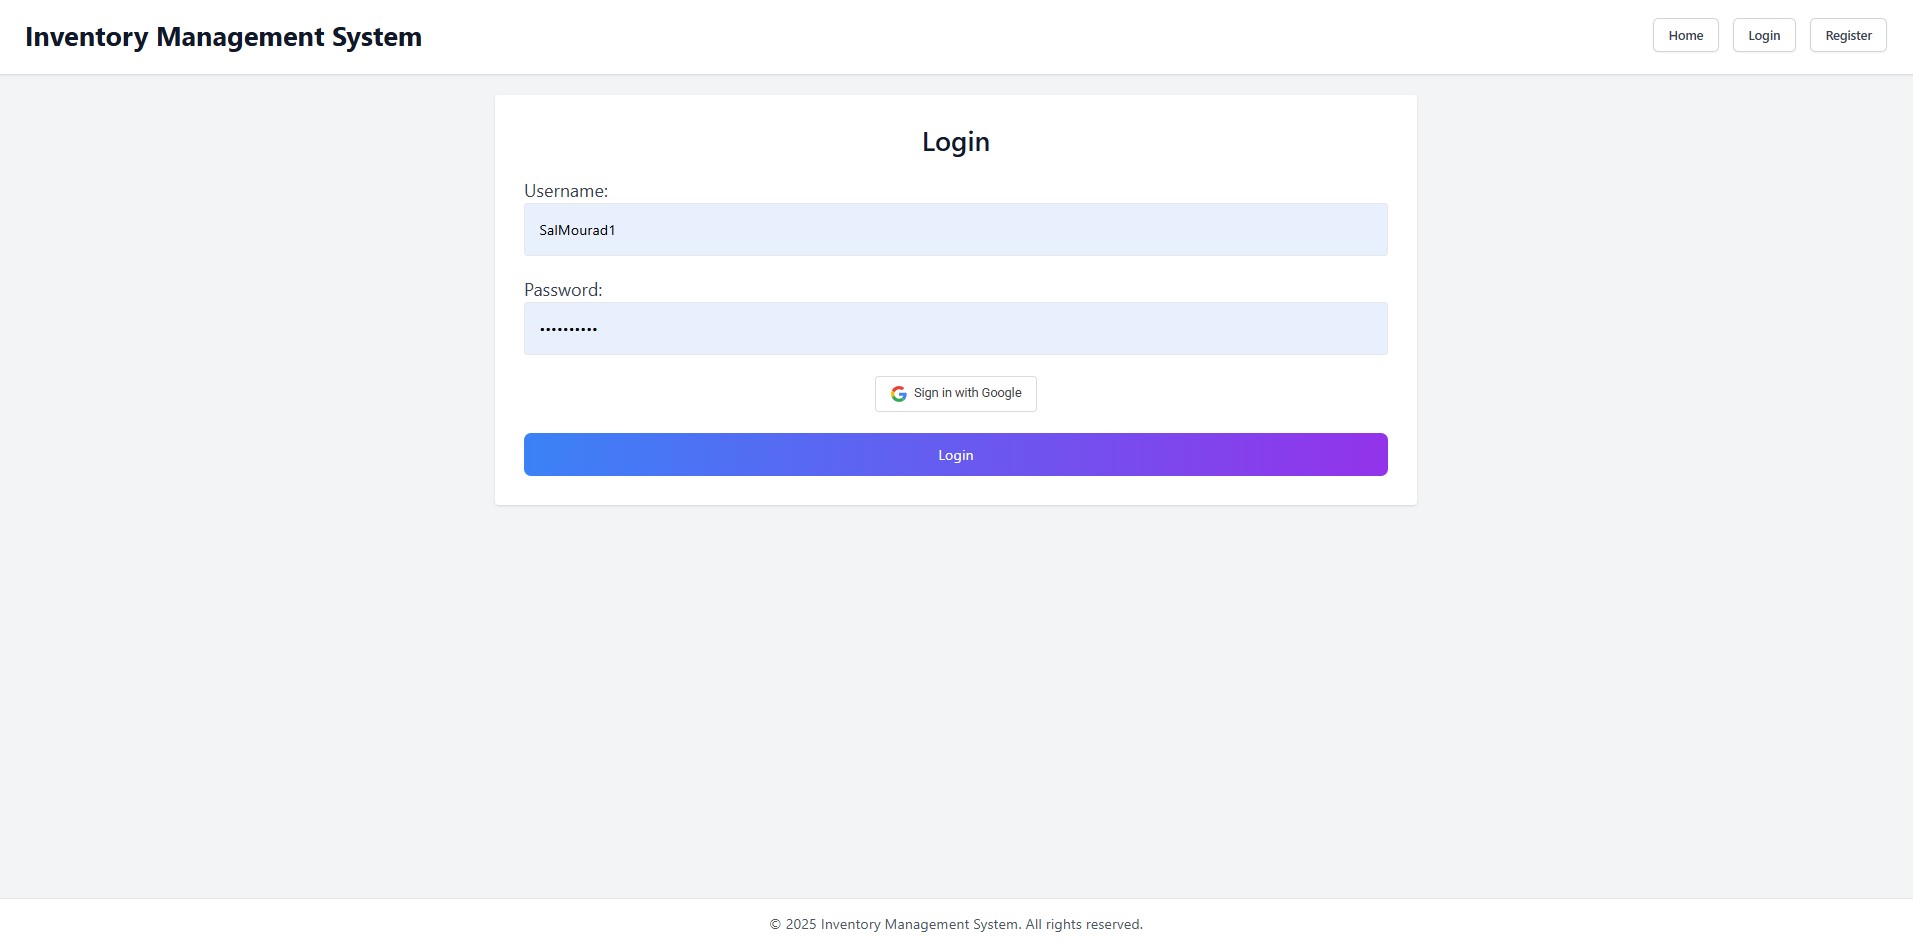 Inventory Management System
Home
Login
Register
Login
Username:
SalMourad1
Password:
••••••••••
Sign in with Google
Login
© 2025 Inventory Management System. All rights reserved.